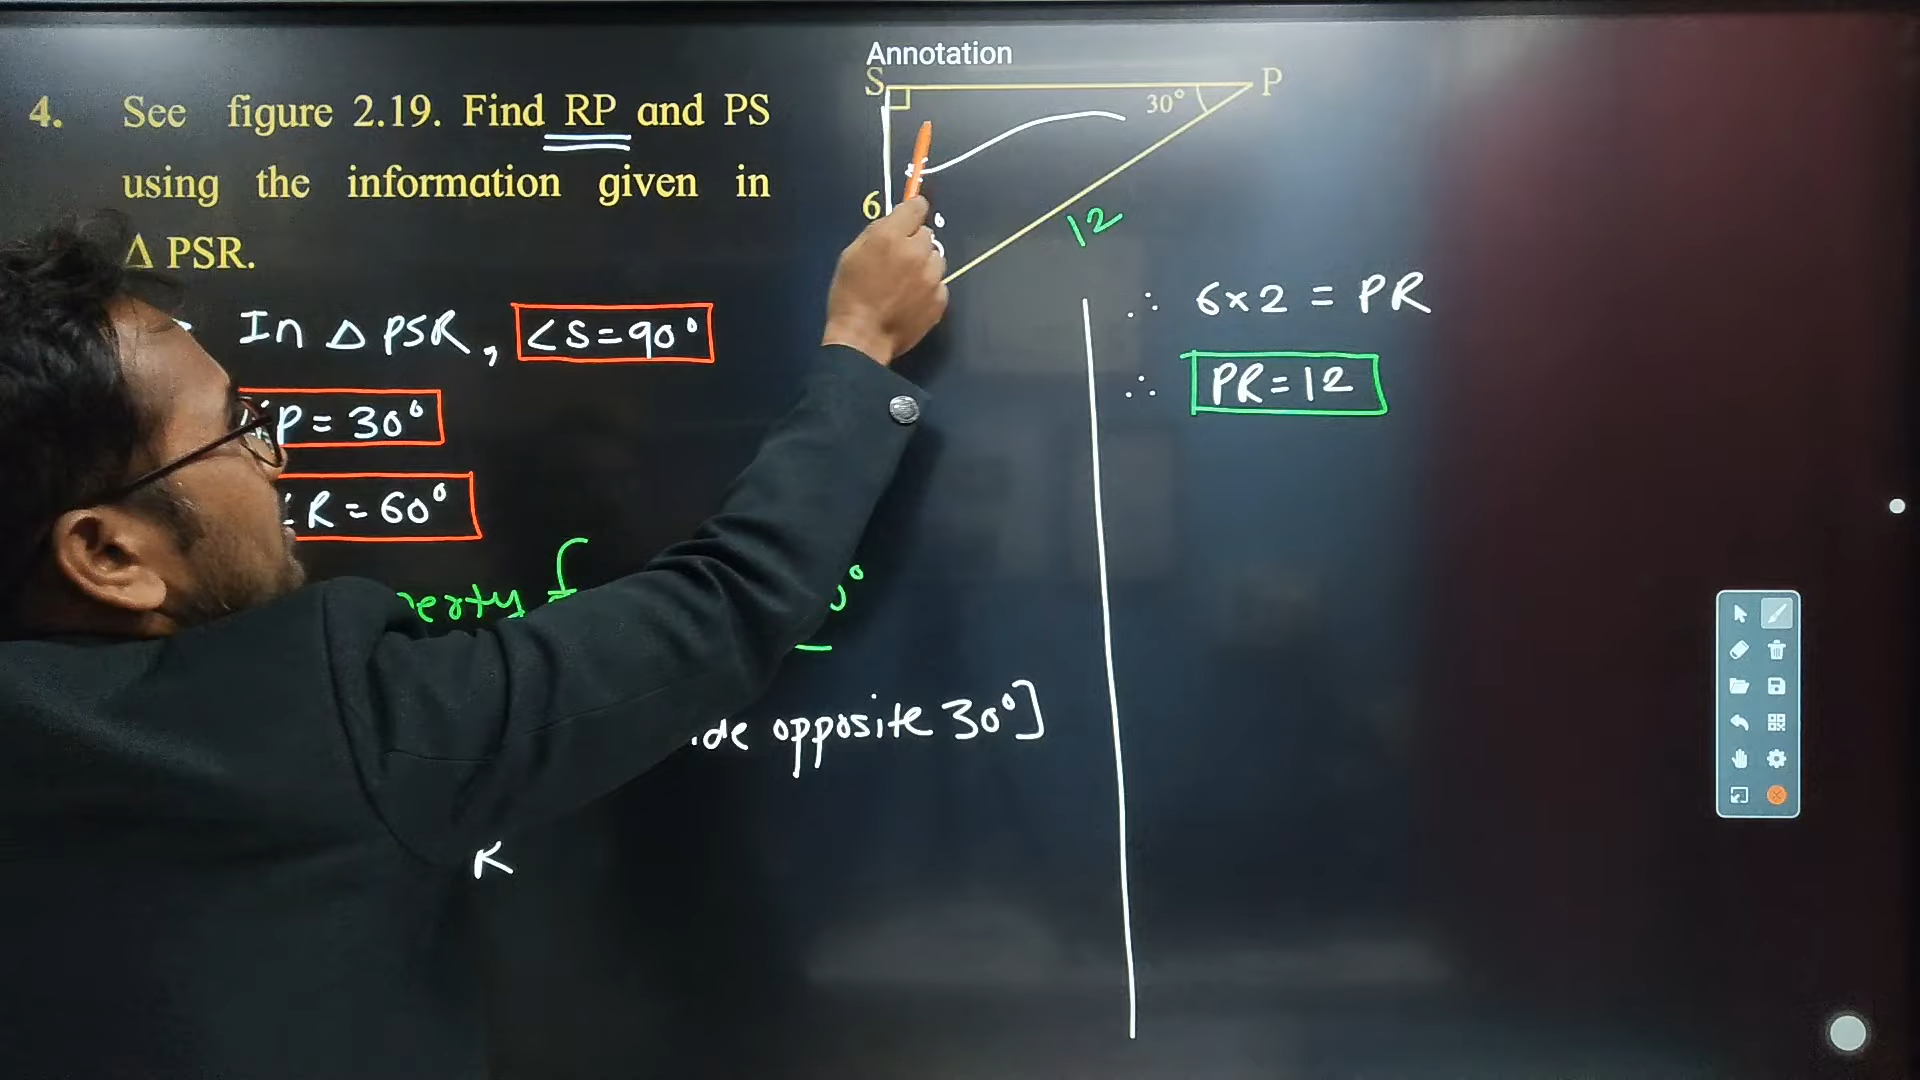 Annotation
4. See figure 2.19. Find RP and PS
using the information given in
Δ PSR.
S
P
30°
6
12
In Δ PSR, ∠S=90°
P = 30°
∠R = 60°
∴ 6×2 = PR
∴ PR=12
opposite 30°]